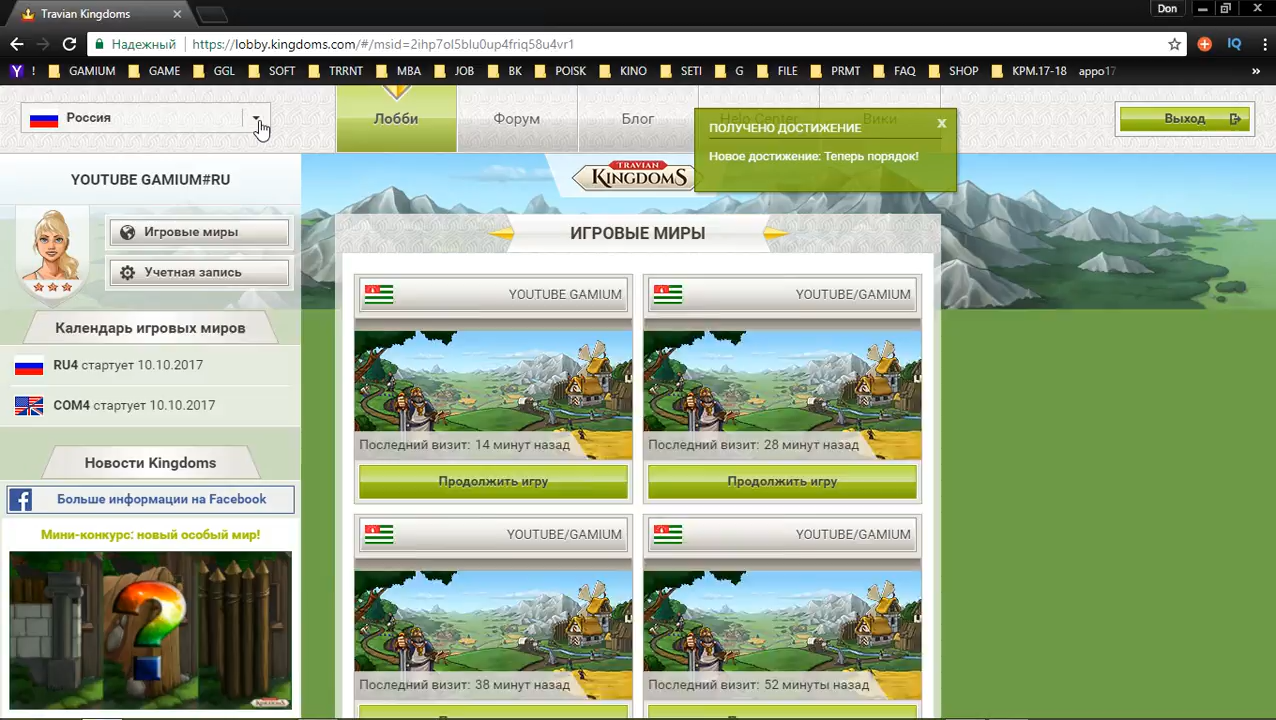 Travian Kingdoms
Don
Надежный
https://lobby.kingdoms.com/#/msid=2ihp7ol5blu0up4friq58u4vr1
IQ
Y ! GAMIUM GAME GGL SOFT TRRNT MBA JOB BK POISK KINO SETI G FILE PRMT FAQ SHOP KPM.17-18 appo17 »
Россия
Лобби
Форум
Блог
Help Center
Вики
Выход
ПОЛУЧЕНО ДОСТИЖЕНИЕ
x
Новое достижение: Теперь порядок!
TRAVIAN
KINGDOMS
YOUTUBE GAMIUM#RU
Игровые миры
Учетная запись
Календарь игровых миров
RU4 стартует 10.10.2017
COM4 стартует 10.10.2017
Новости Kingdoms
Больше информации на Facebook
Мини-конкурс: новый особый мир!
ИГРОВЫЕ МИРЫ
YOUTUBE GAMIUM
Последний визит: 14 минут назад
Продолжить игру
YOUTUBE/GAMIUM
Последний визит: 28 минут назад
Продолжить игру
YOUTUBE/GAMIUM
Последний визит: 38 минут назад
YOUTUBE/GAMIUM
Последний визит: 52 минуты назад